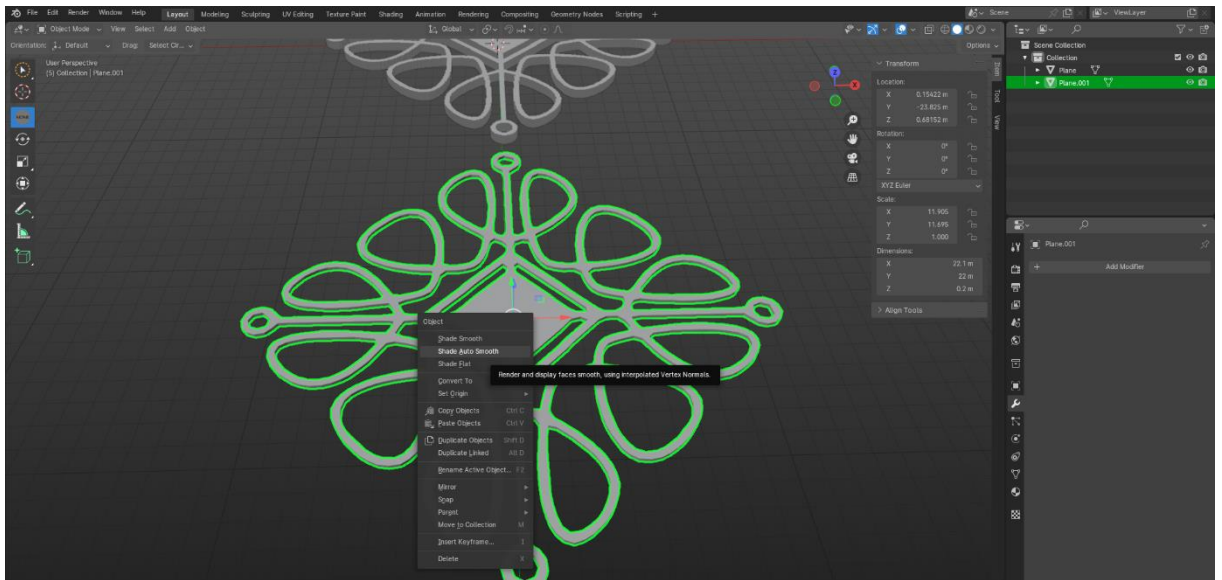 File Edit Render Window Help Layout Modeling Sculpting UV Editing Texture Paint Shading Animation Rendering Compositing Geometry Nodes Scripting + Scene ViewLayer
Object Mode View Select Add Object Global
Orientation: Default Drag: Select Cir... Options
User Perspective
(5) Collection | Plane.001
Transform
Location:
X 0.15422 m
Y -23.825 m
Z 0.68152 m
Rotation:
X 0°
Y 0°
Z 0°
XYZ Euler
Scale:
X 11.905
Y 11.695
Z 1.000
Dimensions:
X 22.1 m
Y 22 m
Z 0.2 m
Align Tools
Item
Tool
View
Z
X
Scene Collection
Collection
Plane
Plane.001
Plane.001
+ Add Modifier
Object
Shade Smooth
Shade Auto Smooth
Shade Flat
Render and display faces smooth, using interpolated Vertex Normals.
Convert To
Set Origin
Copy Objects Ctrl C
Paste Objects Ctrl V
Duplicate Objects Shift D
Duplicate Linked Alt D
Rename Active Object... F2
Mirror
Snap
Parent
Move to Collection M
Insert Keyframe... I
Delete X